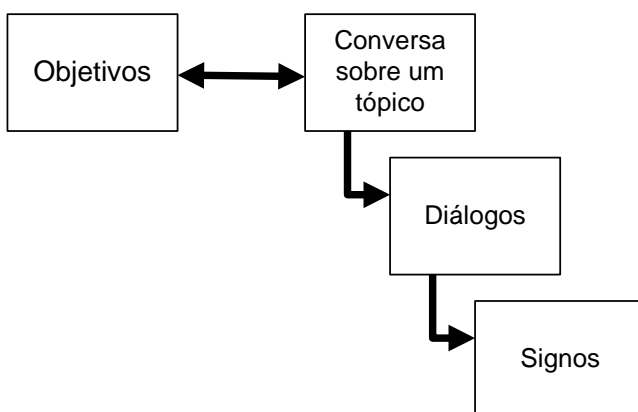 Objetivos
Conversa
sobre um
tópico
Diálogos
Signos